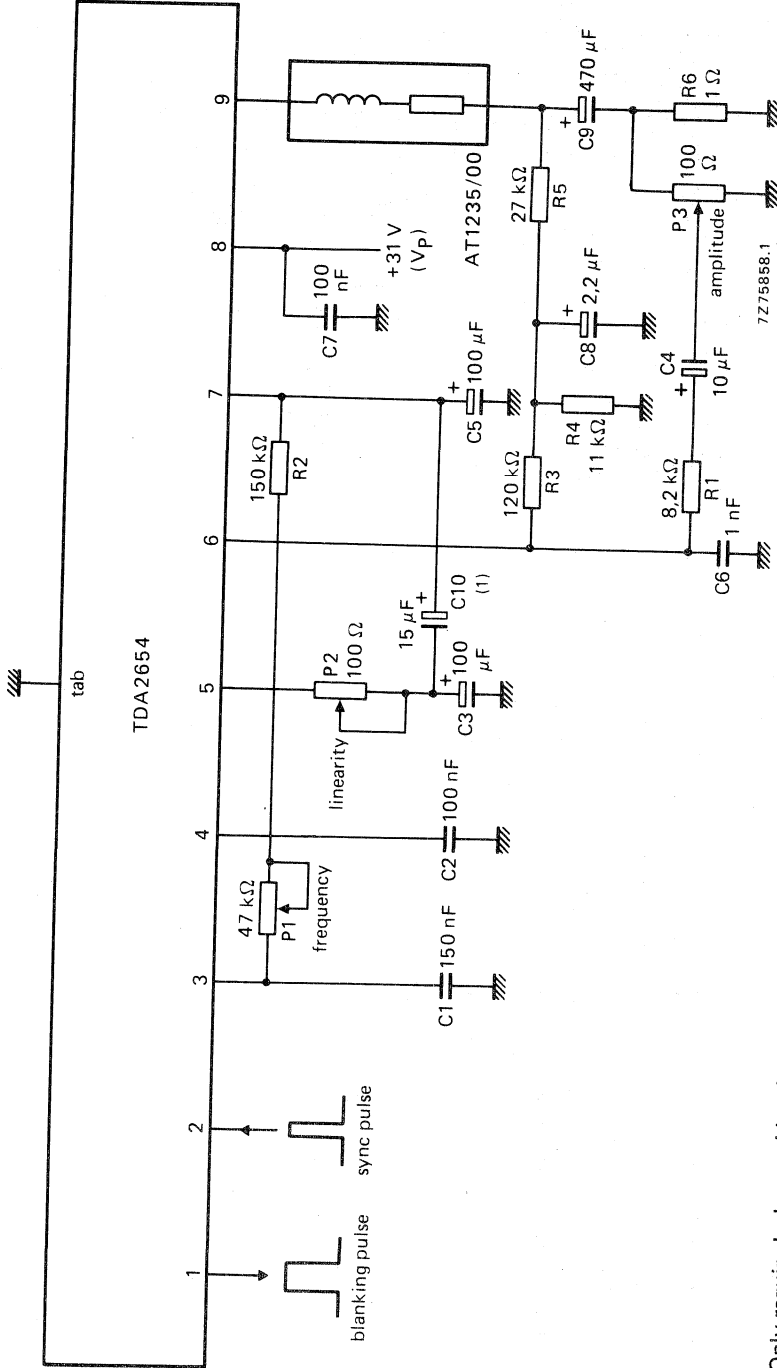 tab
TDA2654
1
2
3
4
5
6
7
8
9
blanking pulse
sync pulse
47 kΩ
P1
frequency
C1
150 nF
C2
100 nF
linearity
P2
100 Ω
C3
100
μF
15 μF
+
C10
(1)
+
150 kΩ
R2
+
C5
100 μF
C7
100
nF
+31 V
(VP)
AT1235/00
120 kΩ
R3
R4
11 kΩ
+
C8
2,2 μF
27 kΩ
R5
+
C9
470 μF
C6
1 nF
8,2 kΩ
R1
+
C4
10 μF
P3
100
Ω
amplitude
R6
1 Ω
7Z75858.1
Only required